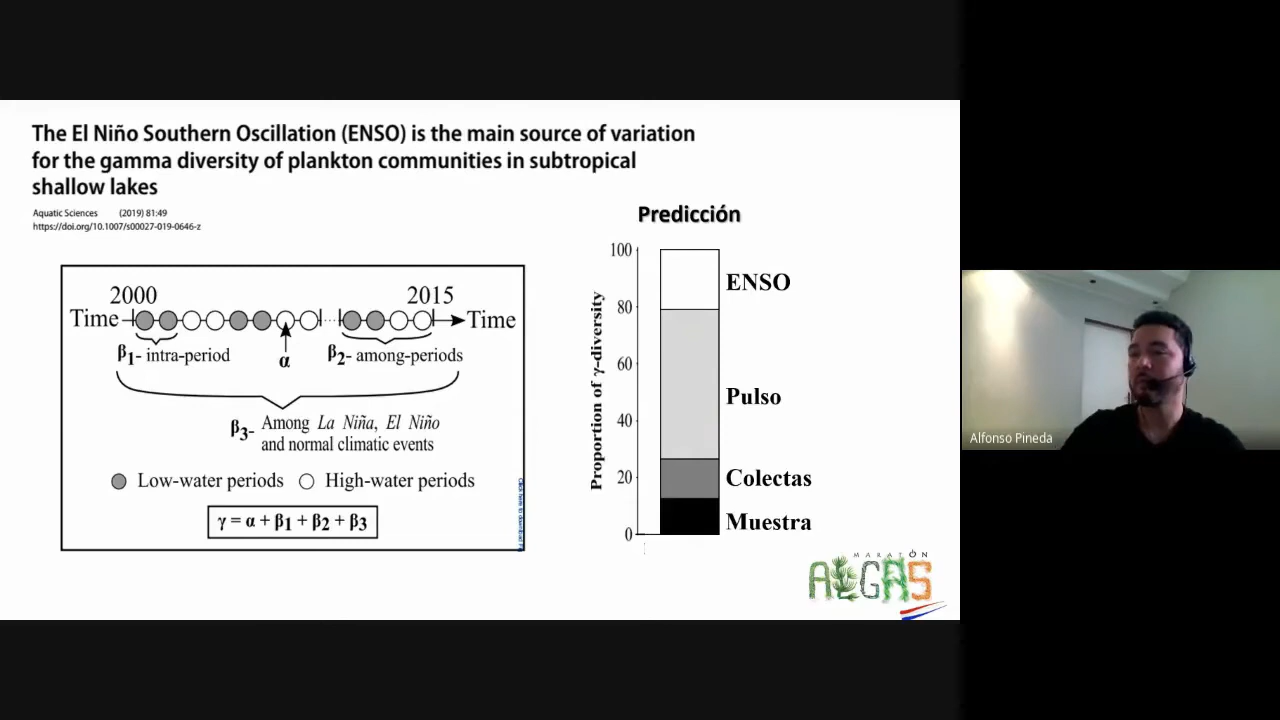 The El Niño Southern Oscillation (ENSO) is the main source of variation
for the gamma diversity of plankton communities in subtropical
shallow lakes
Aquatic Sciences (2019) 81:49
https://doi.org/10.1007/s00027-019-0646-z
2000 2015
Time Time
β1- intra-period α β2- among-periods
β3- Among La Niña, El Niño
and normal climatic events
Low-water periods High-water periods
γ = α + β1 + β2 + β3
Predicción
Proportion of γ-diversity
100
80
60
40
20
0
ENSO
Pulso
Colectas
Muestra
MARATÓN
ALGAS
Alfonso Pineda